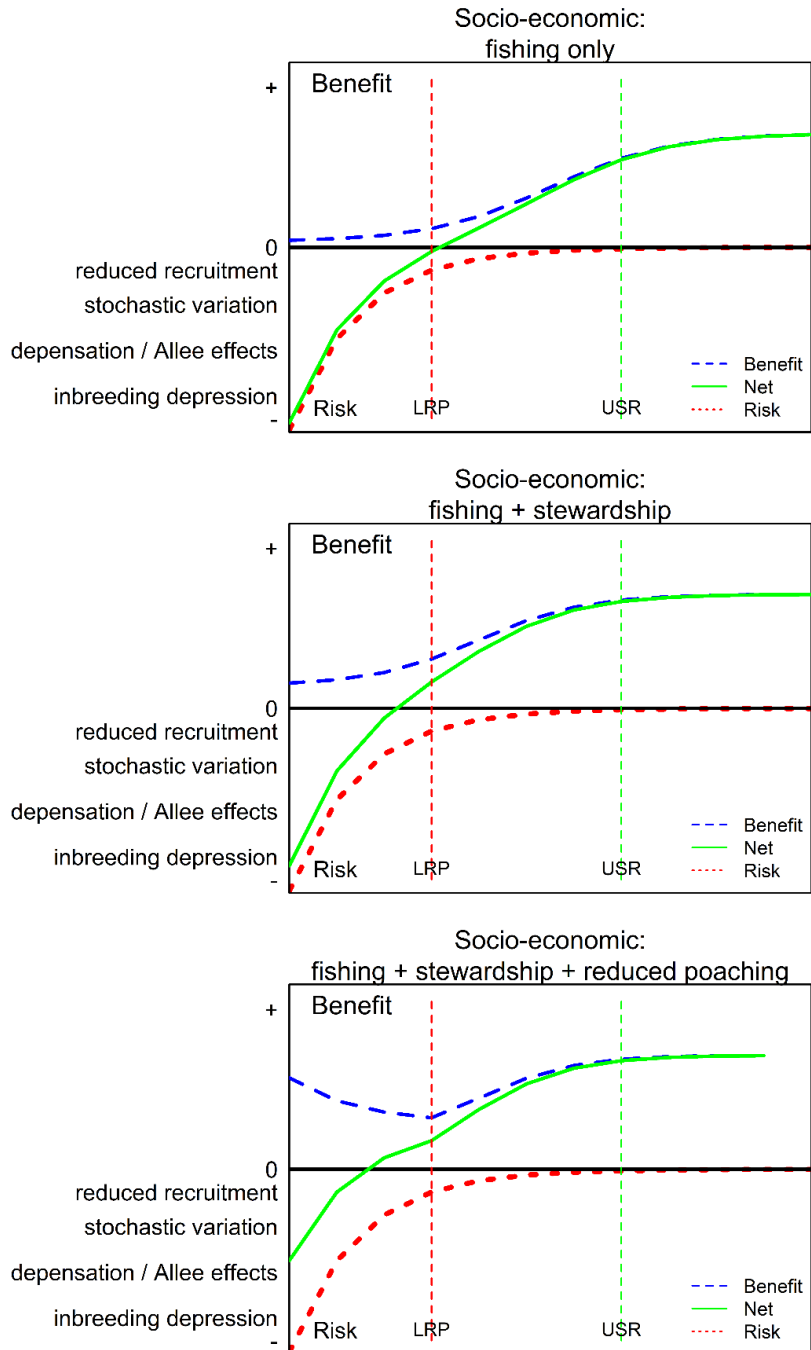 Socio-economic:
fishing only
+
Benefit
0
reduced recruitment
stochastic variation
depensation / Allee effects
inbreeding depression
-
Risk
LRP
USR
Benefit
Net
Risk
Socio-economic:
fishing + stewardship
+
Benefit
0
reduced recruitment
stochastic variation
depensation / Allee effects
inbreeding depression
-
Risk
LRP
USR
Benefit
Net
Risk
Socio-economic:
fishing + stewardship + reduced poaching
+
Benefit
0
reduced recruitment
stochastic variation
depensation / Allee effects
inbreeding depression
-
Risk
LRP
USR
Benefit
Net
Risk